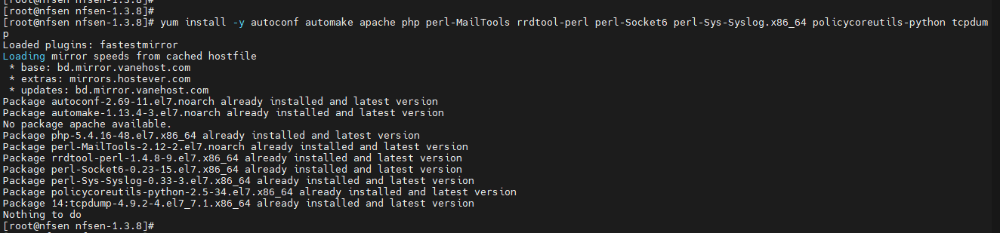 [root@nfsen nfsen-1.3.8]#
[root@nfsen nfsen-1.3.8]#
[root@nfsen nfsen-1.3.8]# yum install -y autoconf automake apache php perl-MailTools rrdtool-perl perl-Socket6 perl-Sys-Syslog.x86_64 policycoreutils-python tcpdum
p
Loaded plugins: fastestmirror
Loading mirror speeds from cached hostfile
 * base: bd.mirror.vanehost.com
 * extras: mirrors.hostever.com
 * updates: bd.mirror.vanehost.com
Package autoconf-2.69-11.el7.noarch already installed and latest version
Package automake-1.13.4-3.el7.noarch already installed and latest version
No package apache available.
Package php-5.4.16-48.el7.x86_64 already installed and latest version
Package perl-MailTools-2.12-2.el7.noarch already installed and latest version
Package rrdtool-perl-1.4.8-9.el7.x86_64 already installed and latest version
Package perl-Socket6-0.23-15.el7.x86_64 already installed and latest version
Package perl-Sys-Syslog-0.33-3.el7.x86_64 already installed and latest version
Package policycoreutils-python-2.5-34.el7.x86_64 already installed and latest version
Package 14:tcpdump-4.9.2-4.el7_7.1.x86_64 already installed and latest version
Nothing to do
[root@nfsen nfsen-1.3.8]#